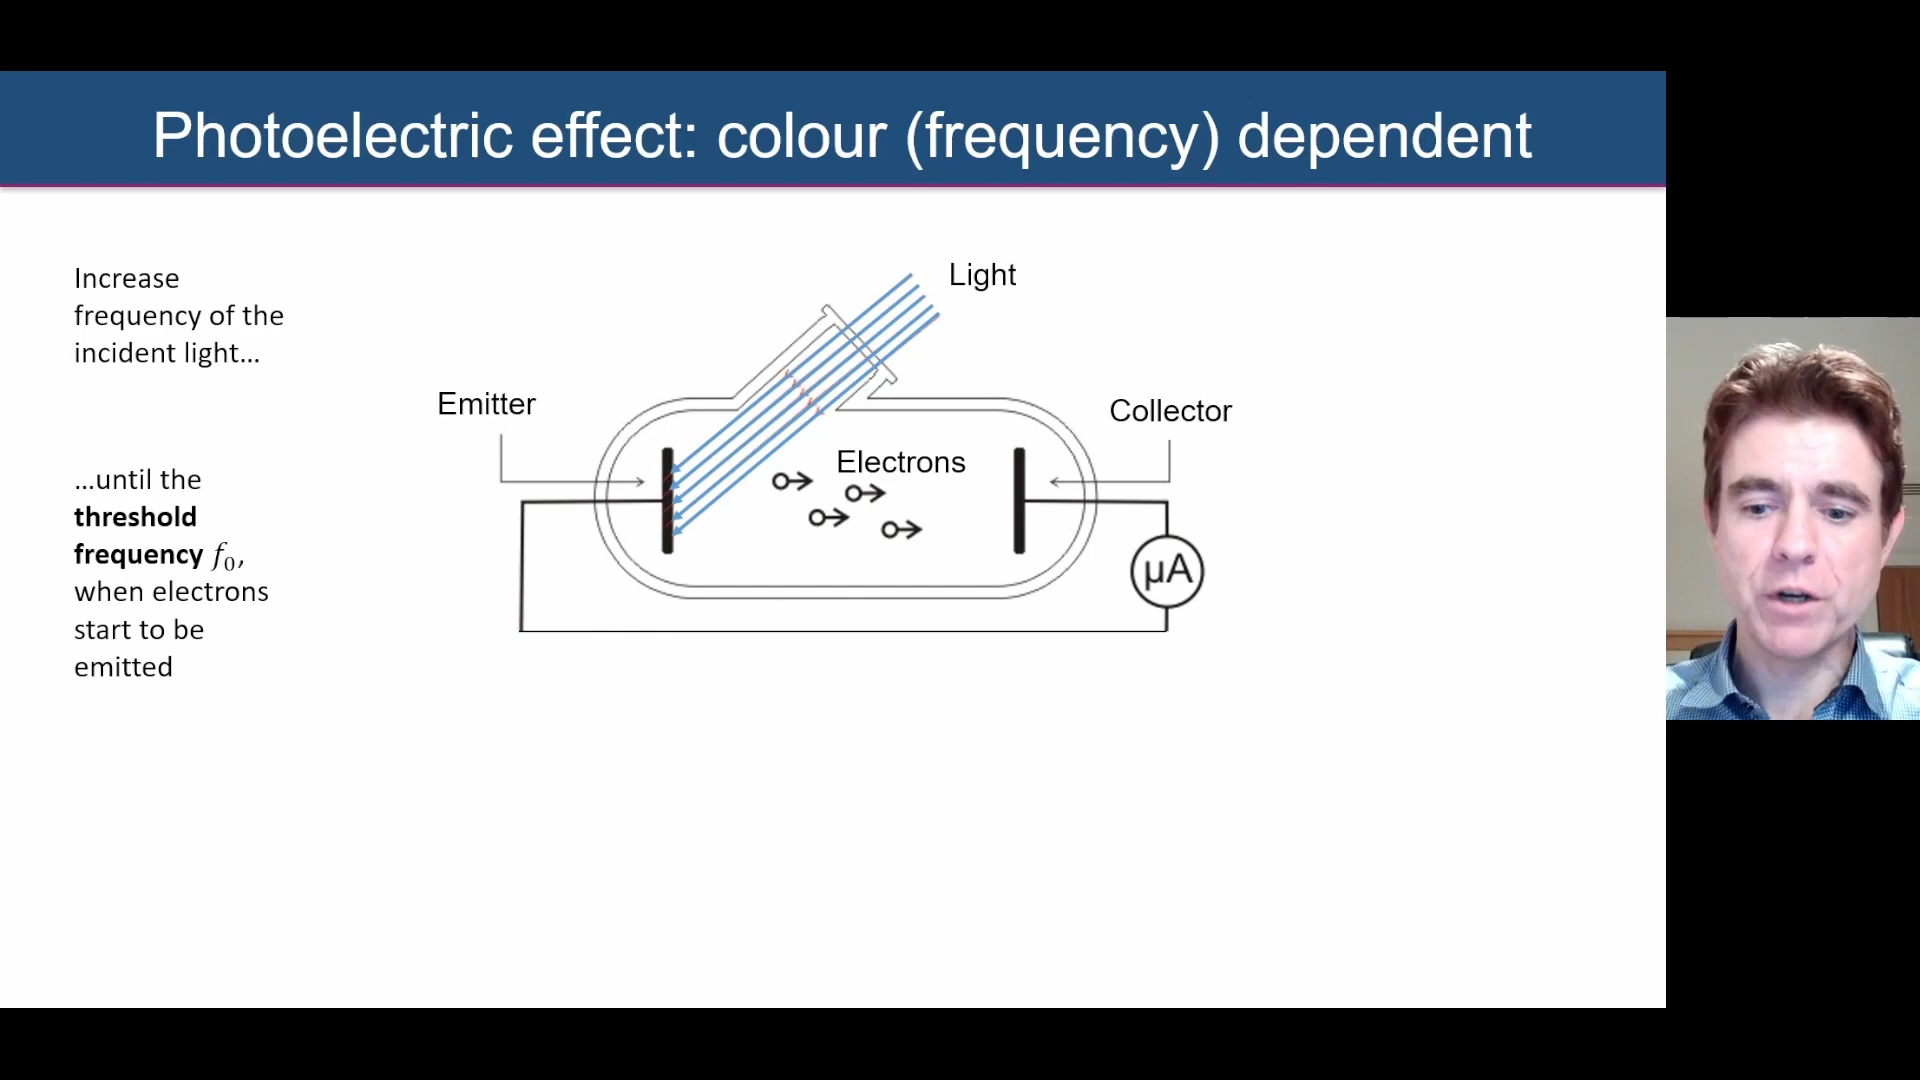 Photoelectric effect: colour (frequency) dependent
Increase
frequency of the
incident light…
…until the
threshold
frequency f₀,
when electrons
start to be
emitted
Light
Emitter
Collector
Electrons
µA